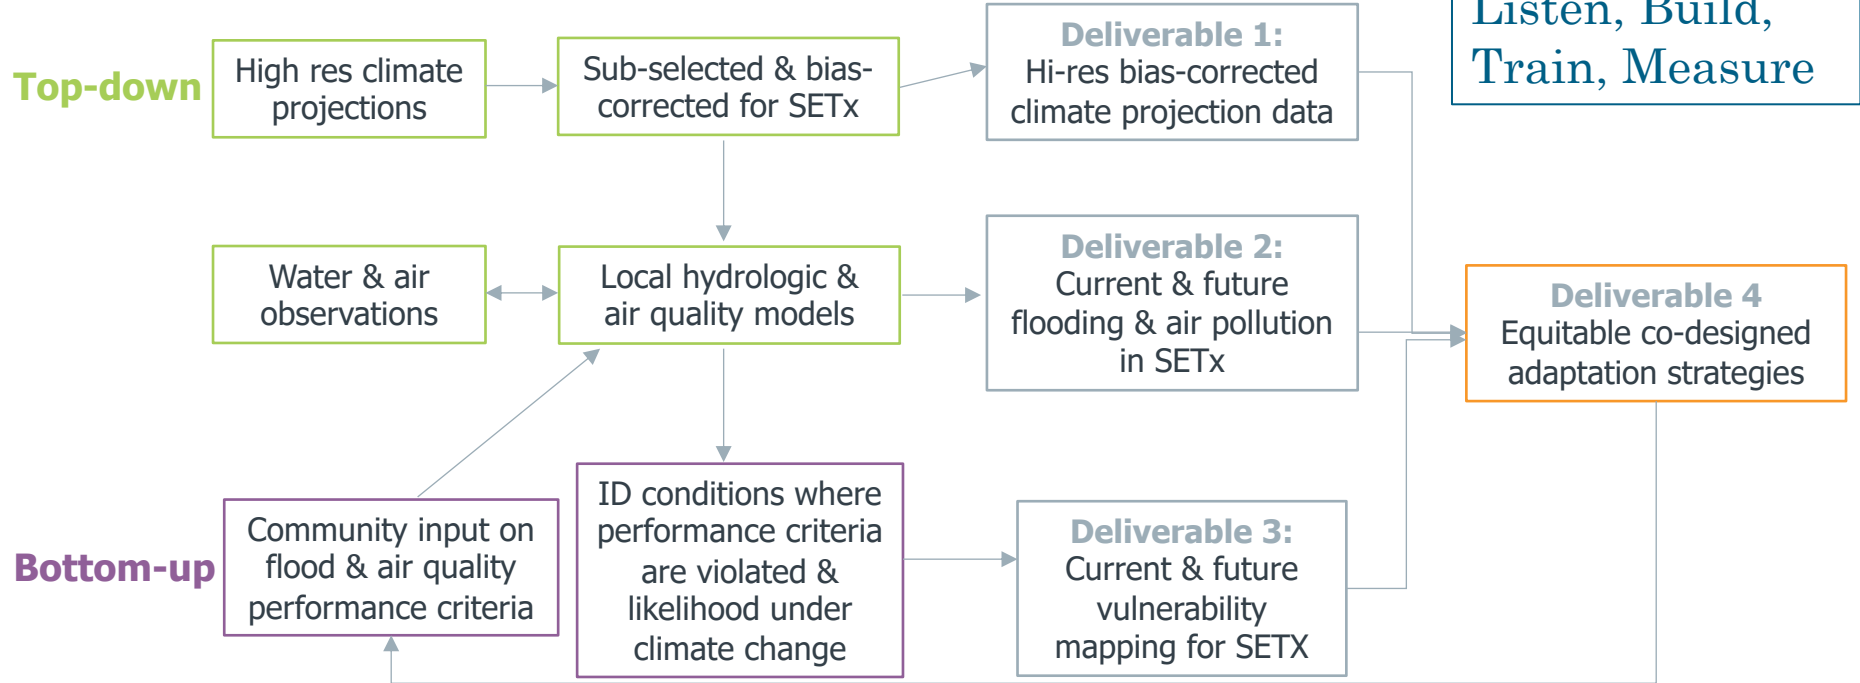 Listen, Build,
Train, Measure
Top-down
High res climate
projections
Sub-selected & bias-
corrected for SETx
Deliverable 1:
Hi-res bias-corrected
climate projection data
Water & air
observations
Local hydrologic &
air quality models
Deliverable 2:
Current & future
flooding & air pollution
in SETx
Deliverable 4
Equitable co-designed
adaptation strategies
Bottom-up
Community input on
flood & air quality
performance criteria
ID conditions where
performance criteria
are violated &
likelihood under
climate change
Deliverable 3:
Current & future
vulnerability
mapping for SETX